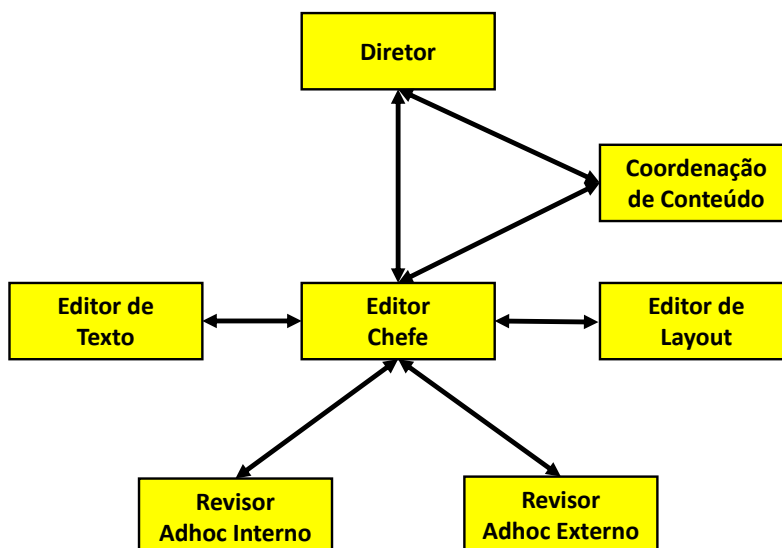 Diretor
Coordenação
de Conteúdo
Editor de
Texto
Editor
Chefe
Editor de
Layout
Revisor
Adhoc Interno
Revisor
Adhoc Externo